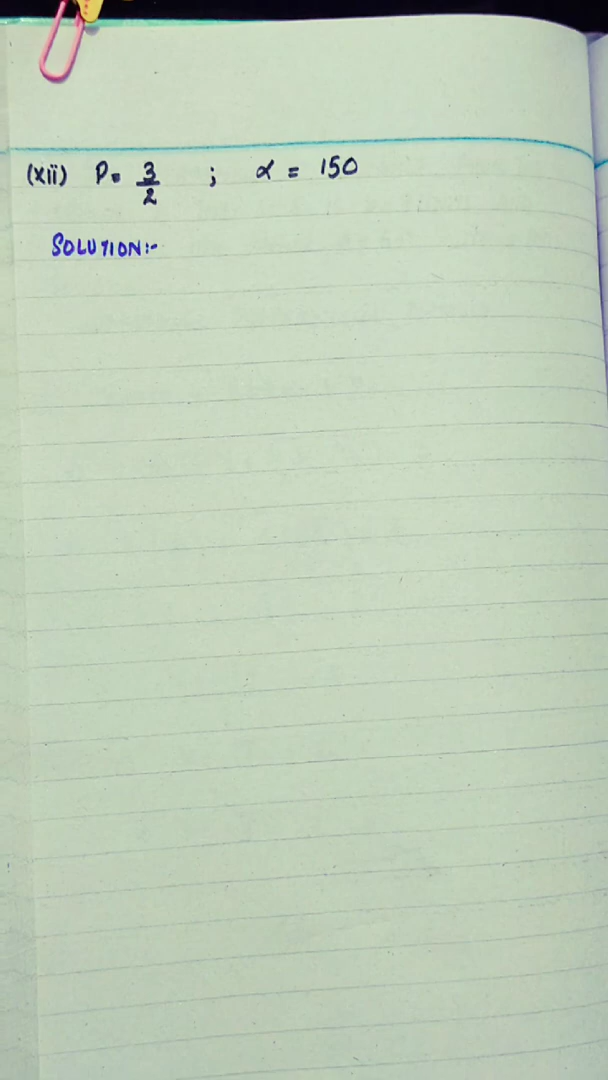 (xii) P = 3/2 ; α = 150
SOLUTION:-